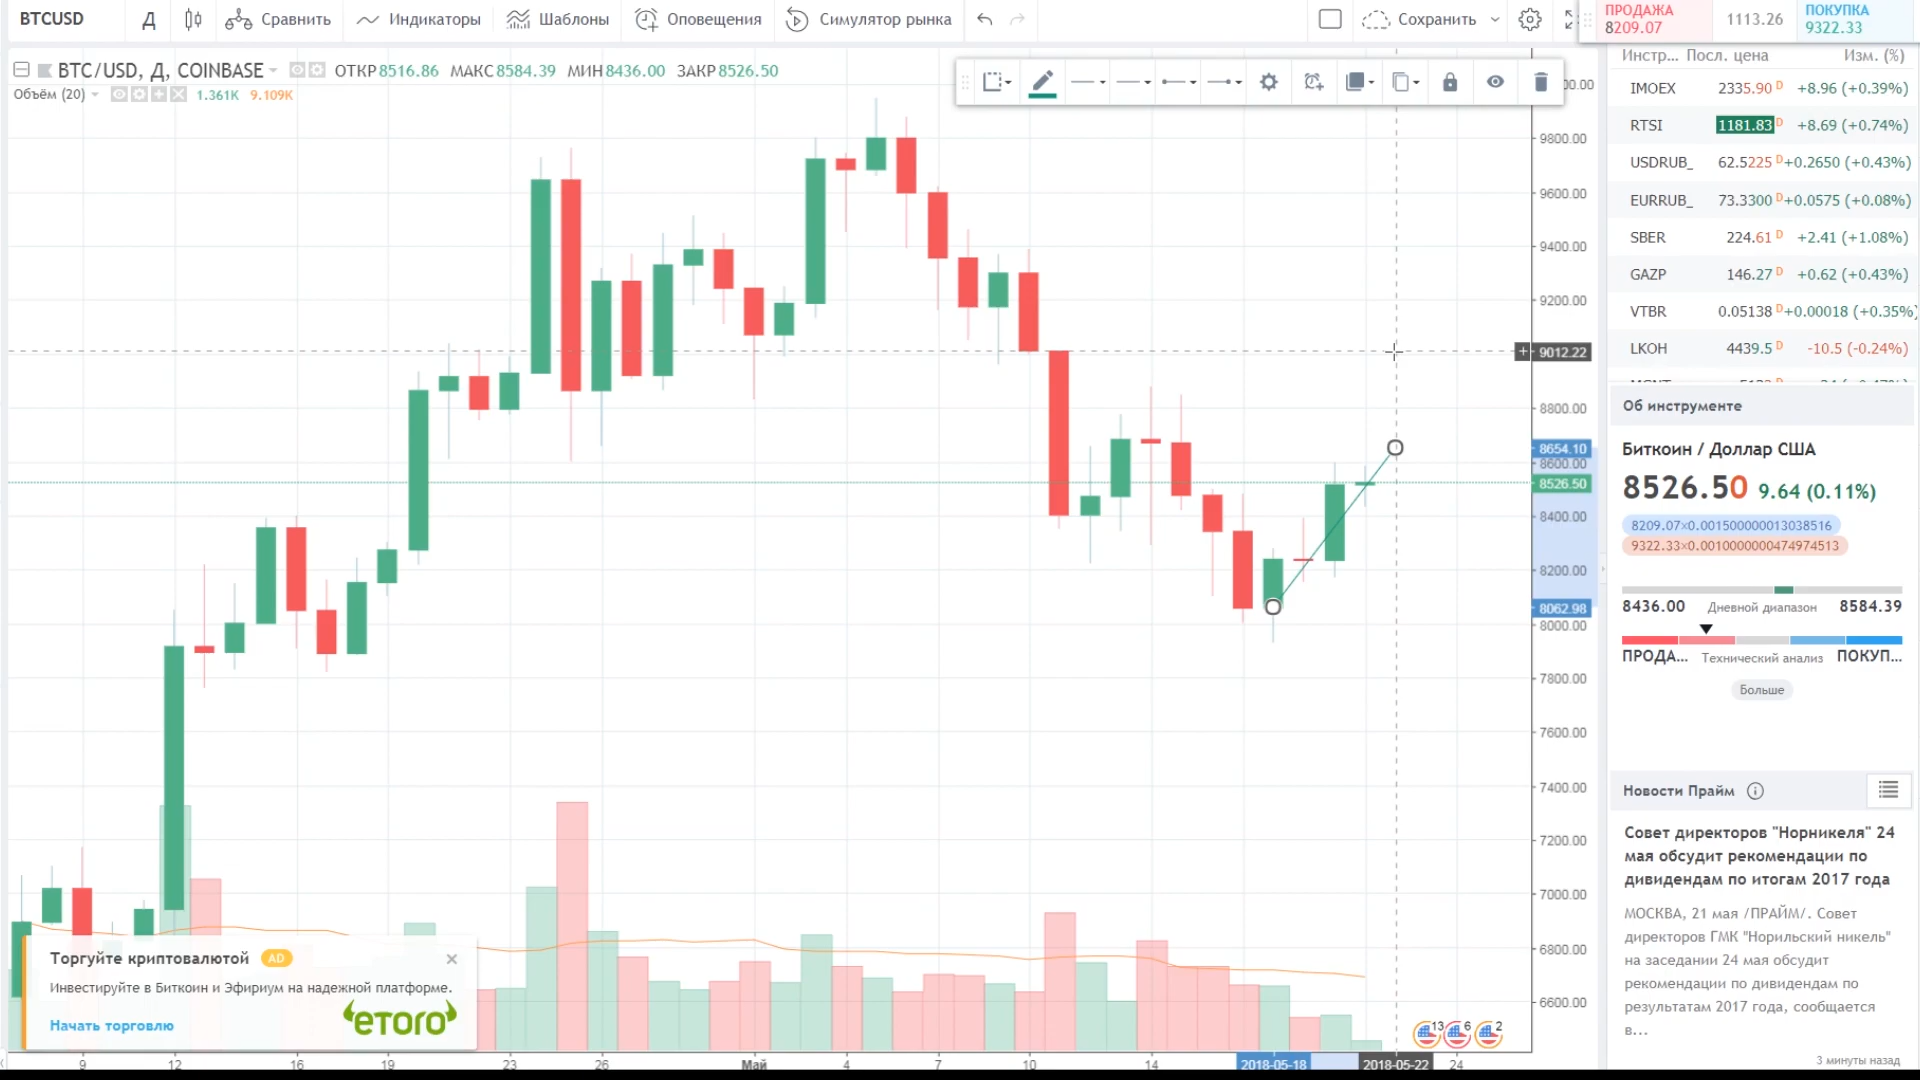 BTCUSD Д Сравнить Индикаторы Шаблоны Оповещения Симулятор рынка Сохранить
ПРОДАЖА
8209.07
1113.26
ПОКУПКА
9322.33
BTC/USD, Д, COINBASE ОТКР 8516.86 МАКС 8584.39 МИН 8436.00 ЗАКР 8526.50
Объём (20) 1.361K 9.109K
9800.00
9600.00
9400.00
9200.00
9012.22
8800.00
8654.10
8600.00
8526.50
8400.00
8200.00
8062.98
8000.00
7800.00
7600.00
7400.00
7200.00
7000.00
6800.00
6600.00
9 12 16 19 23 26 Май 4 7 10 14 2018-05-18 2018-05-22 24
13 6 2
Торгуйте криптовалютой AD
Инвестируйте в Биткоин и Эфириум на надежной платформе.
Начать торговлю
eToro
Инстр... Посл. цена Изм. (%)
IMOEX 2335.90 D +8.96 (+0.39%)
RTSI 1181.83 D +8.69 (+0.74%)
USDRUB_ 62.5225 D +0.2650 (+0.43%)
EURRUB_ 73.3300 D +0.0575 (+0.08%)
SBER 224.61 D +2.41 (+1.08%)
GAZP 146.27 D +0.62 (+0.43%)
VTBR 0.05138 D +0.00018 (+0.35%)
LKOH 4439.5 D -10.5 (-0.24%)
Об инструменте
Биткоин / Доллар США
8526.50 9.64 (0.11%)
8209.07×0.001500000013038516
9322.33×0.0010000000474974513
8436.00 Дневной диапазон 8584.39
ПРОДА... Технический анализ ПОКУП...
Больше
Новости Прайм
Совет директоров "Норникеля" 24
мая обсудит рекомендации по
дивидендам по итогам 2017 года
МОСКВА, 21 мая /ПРАЙМ/. Совет
директоров ГМК "Норильский никель"
на заседании 24 мая обсудит
рекомендации по дивидендам по
результатам 2017 года, сообщается
в...
3 минуты назад